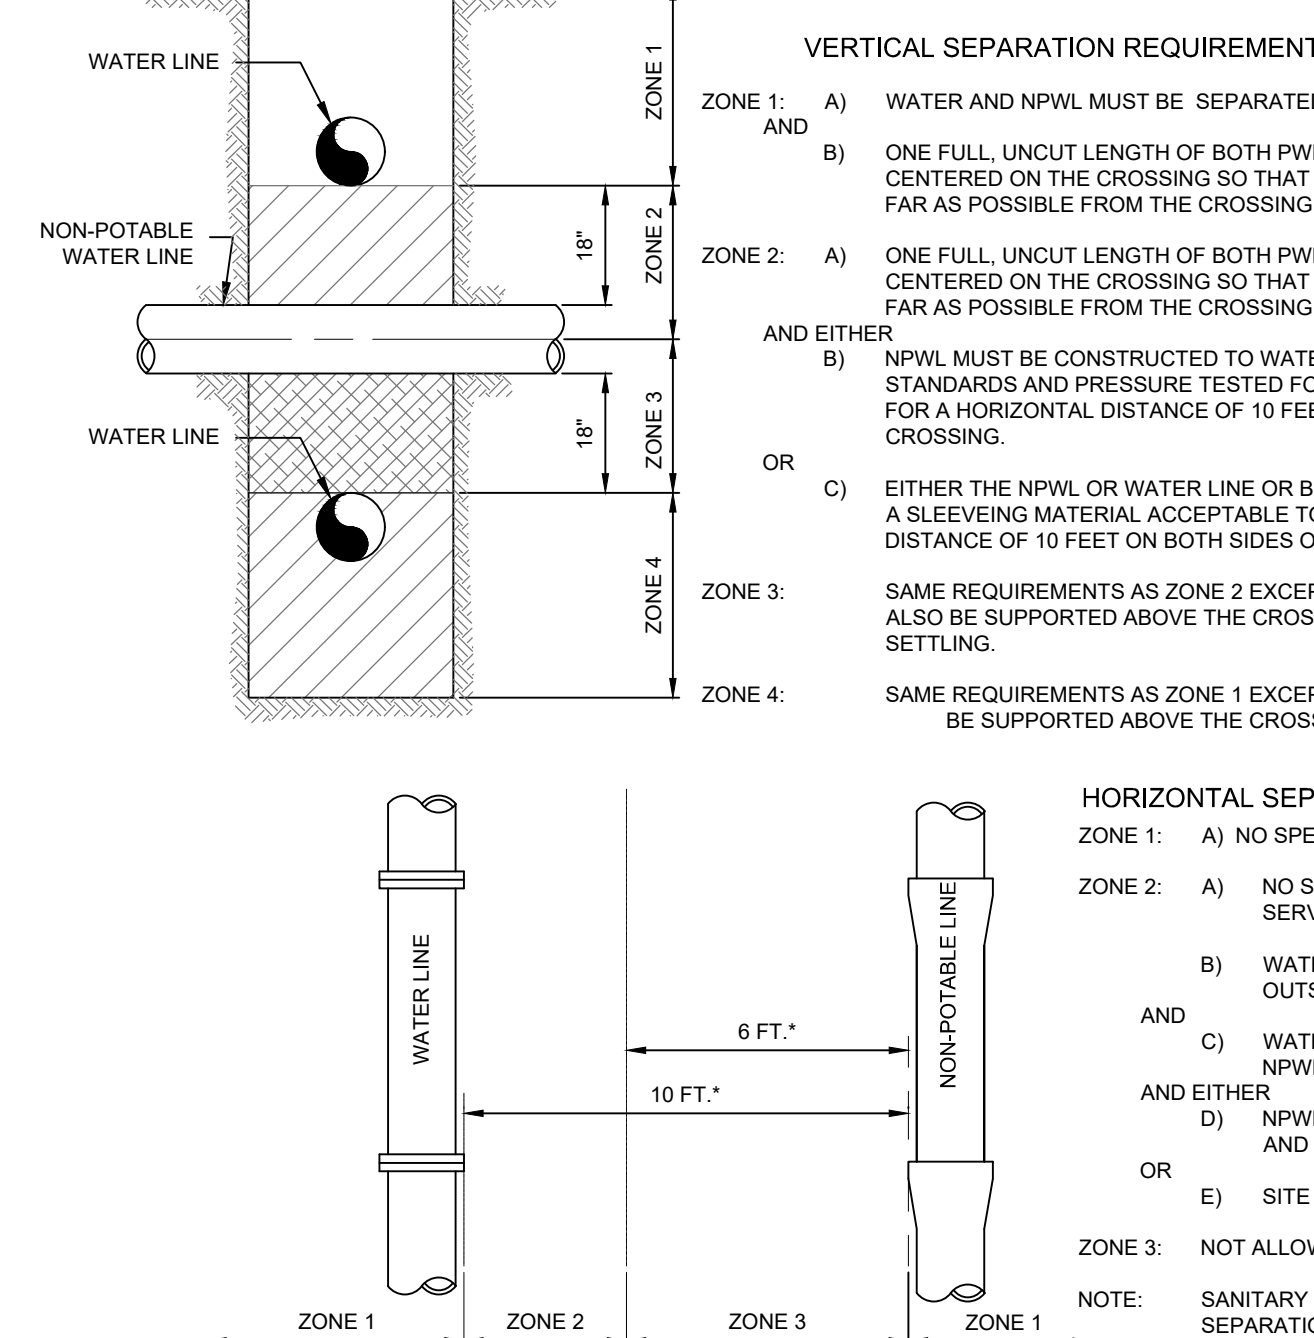 WATER LINE
NON-POTABLE
WATER LINE
WATER LINE
18"
18"
ZONE 1
ZONE 2
ZONE 3
ZONE 4
VERTICAL SEPARATION REQUIREMENT
ZONE 1: A) WATER AND NPWL MUST BE SEPARATE
AND
B) ONE FULL, UNCUT LENGTH OF BOTH PW
CENTERED ON THE CROSSING SO THAT
FAR AS POSSIBLE FROM THE CROSSING
ZONE 2: A) ONE FULL, UNCUT LENGTH OF BOTH PW
CENTERED ON THE CROSSING SO THAT
FAR AS POSSIBLE FROM THE CROSSING
AND EITHER
B) NPWL MUST BE CONSTRUCTED TO WATE
STANDARDS AND PRESSURE TESTED FO
FOR A HORIZONTAL DISTANCE OF 10 FEE
CROSSING.
OR
C) EITHER THE NPWL OR WATER LINE OR B
A SLEEVEING MATERIAL ACCEPTABLE TO
DISTANCE OF 10 FEET ON BOTH SIDES O
ZONE 3: SAME REQUIREMENTS AS ZONE 2 EXCEP
ALSO BE SUPPORTED ABOVE THE CROS
SETTLING.
ZONE 4: SAME REQUIREMENTS AS ZONE 1 EXCEP
BE SUPPORTED ABOVE THE CROS
WATER LINE
6 FT.*
10 FT.*
NON-POTABLE LINE
ZONE 1 ZONE 2 ZONE 3 ZONE 1
HORIZONTAL SEP
ZONE 1: A) NO SPE
ZONE 2: A) NO S
SERV
B) WATE
OUTS
AND
C) WATE
NPW
AND EITHER
D) NPW
AND
OR
E) SITE
ZONE 3: NOT ALLOW
NOTE: SANITARY
SEPARATIO